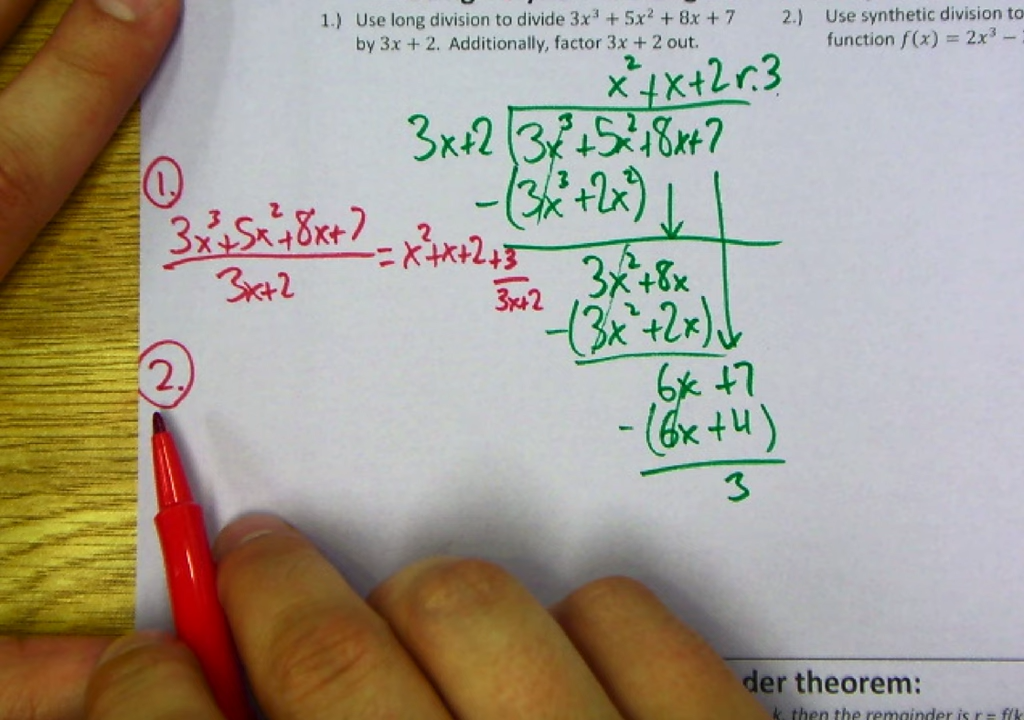 1.) Use long division to divide 3x³ + 5x² + 8x + 7
by 3x + 2. Additionally, factor 3x + 2 out.
2.) Use synthetic division to
function f(x) = 2x³ −
x²+x+2 r.3
3x+2 3x³+5x²+8x+7
-(3x³+2x²)
3x²+8x
-(3x²+2x)
6x +7
-(6x+4)
3
1.
3x³+5x²+8x+7
3x+2
= x²+x+2+3
3x+2
2.
der theorem:
k, then the remainder is r = f(k